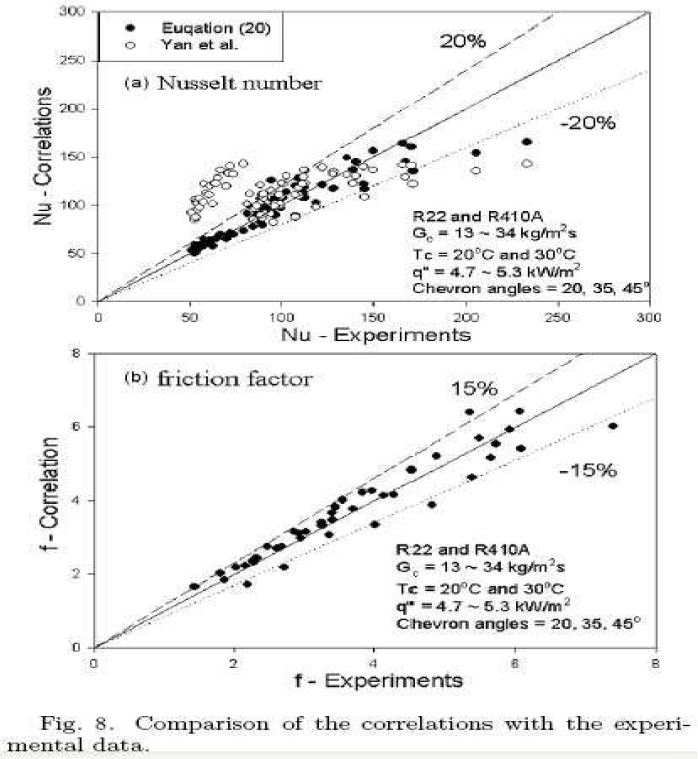 300
Euqation (20)
Yan et al.
20%
250
(a) Nusselt number
200
-20%
150
100
R22 and R410A
Gc = 13 ~ 34 kg/m²s
50
Tc = 20°C and 30°C
q" = 4.7 ~ 5.3 kW/m²
Chevron angles = 20, 35, 45°
0
0 50 100 150 200 250 300
Nu - Correlations
Nu - Experiments
8
(b) friction factor
15%
6
-15%
4
R22 and R410A
Gc = 13 ~ 34 kg/m²s
2
Tc = 20°C and 30°C
q" = 4.7 ~ 5.3 kW/m²
Chevron angles = 20, 35, 45°
0
0 2 4 6 8
f - Correlation
f - Experiments
Fig. 8. Comparison of the correlations with the experi-
mental data.